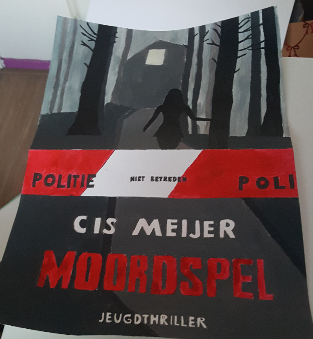 POLITIE NIET BETREDEN POLI
CIS MEIJER
MOORDSPEL
JEUGDTHRILLER